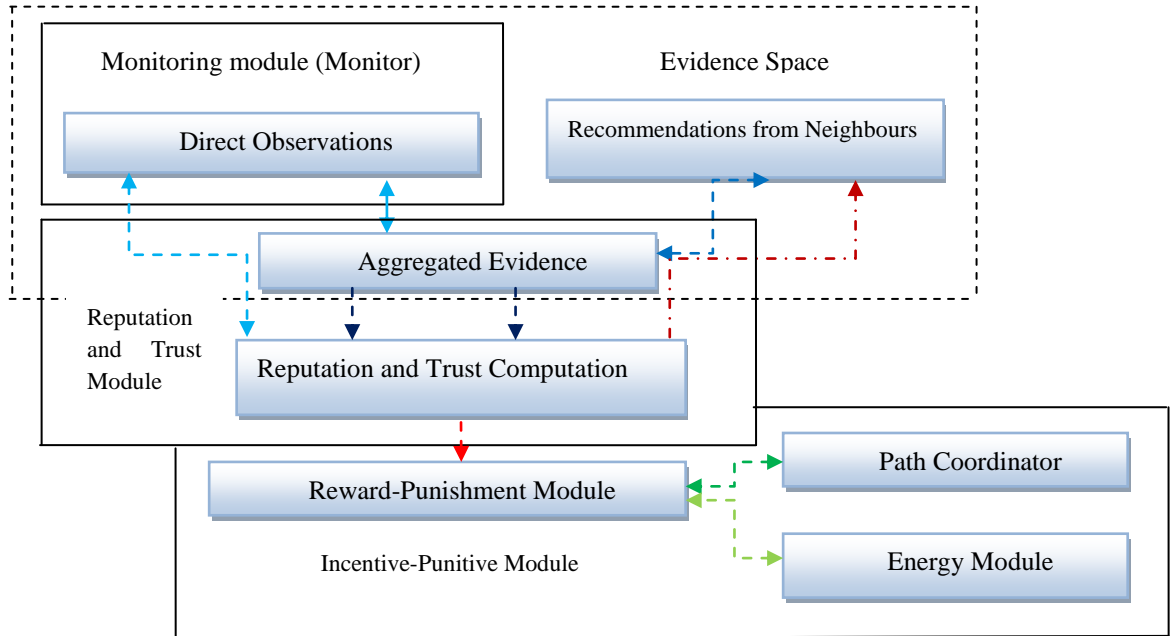 Monitoring module (Monitor)
Evidence Space
Direct Observations
Recommendations from Neighbours
Aggregated Evidence
Reputation
and Trust
Module
Reputation and Trust Computation
Reward-Punishment Module
Path Coordinator
Incentive-Punitive Module
Energy Module